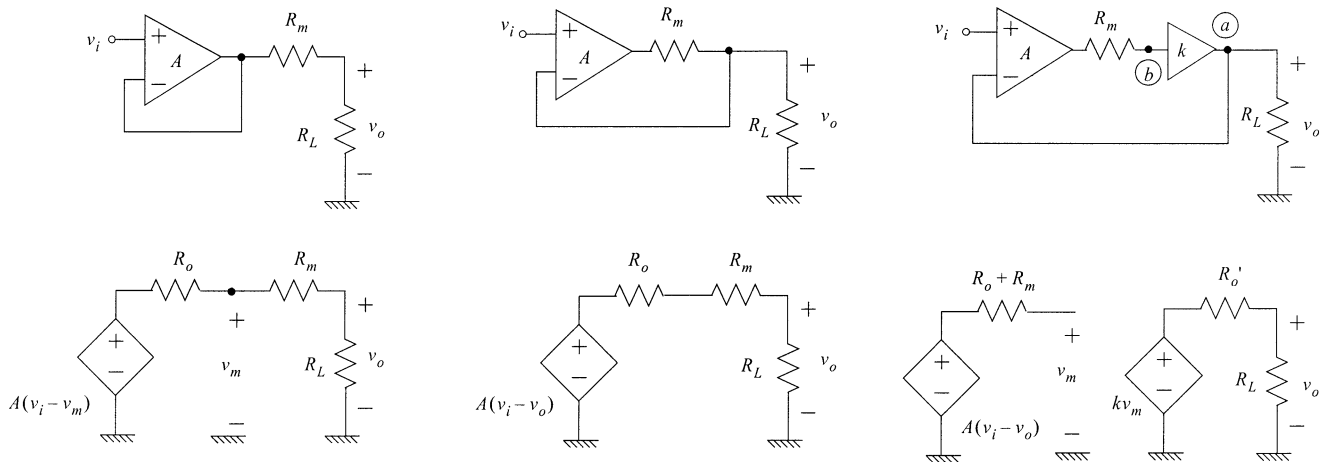 v_i
+
A
−
R_m
+
R_L
v_o
−
v_i
+
A
−
R_m
+
R_L
v_o
−
v_i
+
A
−
R_m
b
k
a
+
R_L
v_o
−
R_o
R_m
+
−
A(v_i − v_m)
+
v_m
−
+
R_L
v_o
−
R_o
R_m
+
−
A(v_i − v_o)
+
R_L
v_o
−
R_o + R_m
+
−
A(v_i − v_o)
+
v_m
−
R_o'
+
−
kv_m
+
R_L
v_o
−